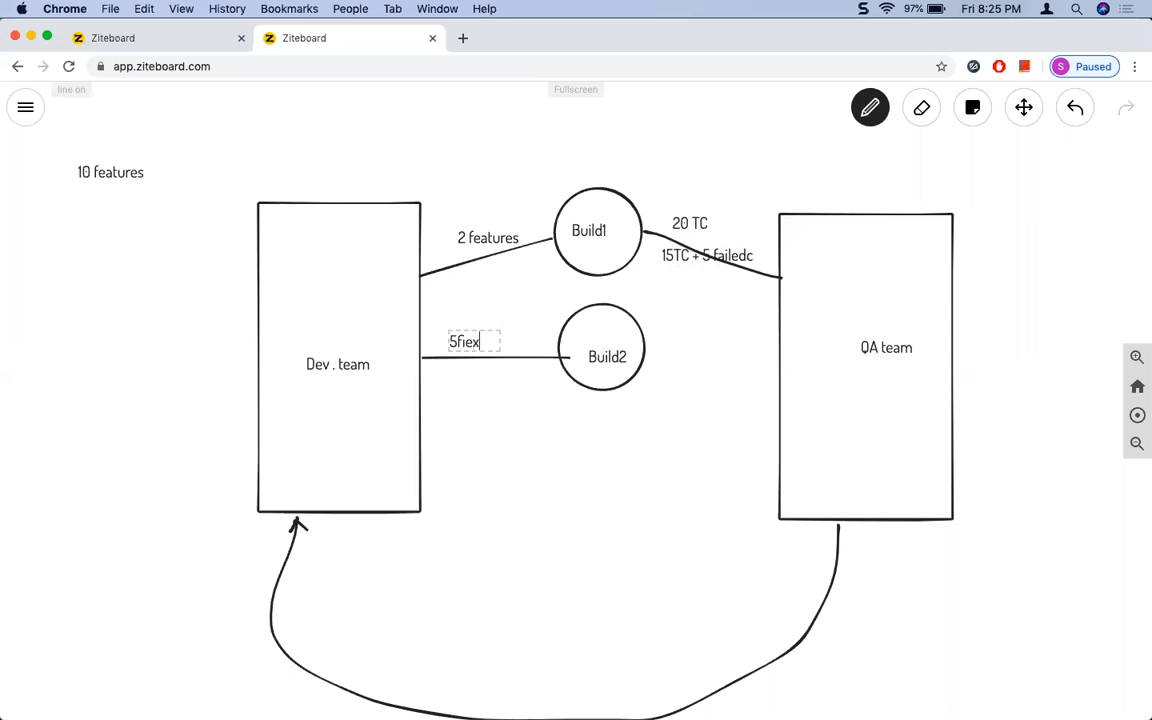 Chrome File Edit View History Bookmarks People Tab Window Help 97% Fri 8:25 PM
Ziteboard Ziteboard
app.ziteboard.com S Paused
line on Fullscreen
10 features
2 features
Build1
20 TC
15TC + 5 failedc
5fiex
Build2
Dev . team
QA team